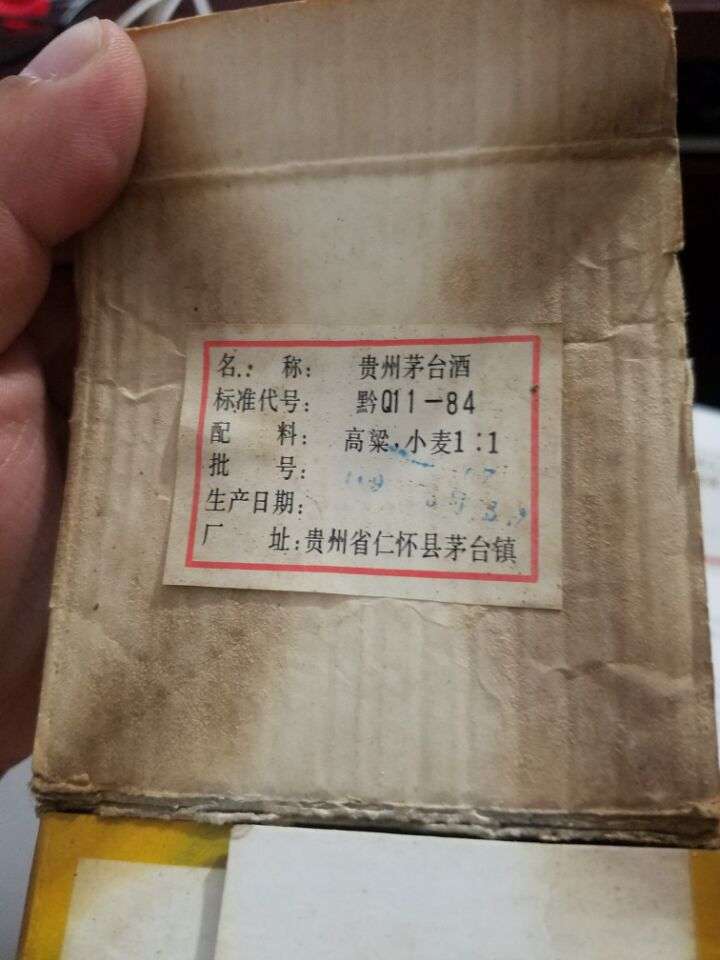 名：称：贵州茅台酒
标准代号：黔Q11－84
配 料：高粱，小麦1：1
批 号：
生产日期：
厂 址：贵州省仁怀县茅台镇